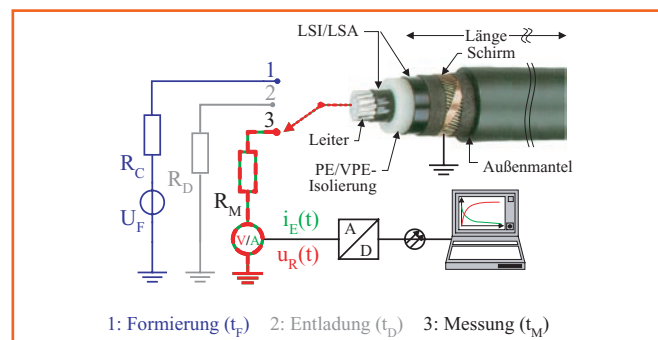 LSI/LSA
Länge
Schirm
1
2
3
Leiter
PE/VPE-
Isolierung
Außenmantel
R_C
R_D
R_M
U_F
V/A
i_E(t)
u_R(t)
A
D
1: Formierung (t_F) 2: Entladung (t_D) 3: Messung (t_M)